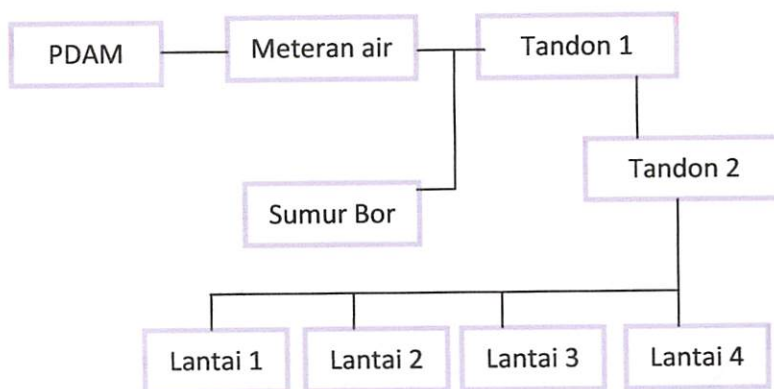 PDAM
Meteran air
Tandon 1
Tandon 2
Sumur Bor
Lantai 1
Lantai 2
Lantai 3
Lantai 4